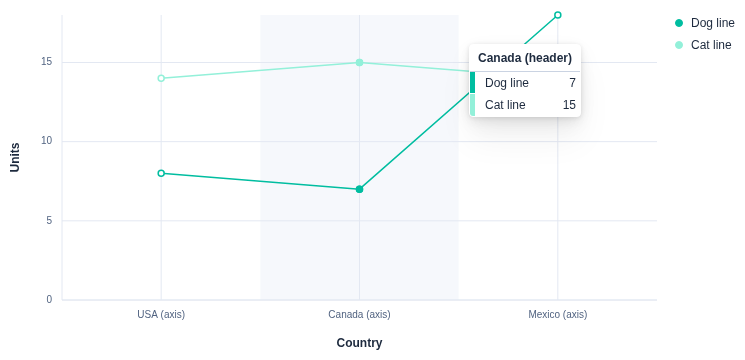 Dog line
Cat line
Units
15
10
5
0
Canada (header)
Dog line 7
Cat line 15
USA (axis) Canada (axis) Mexico (axis)
Country